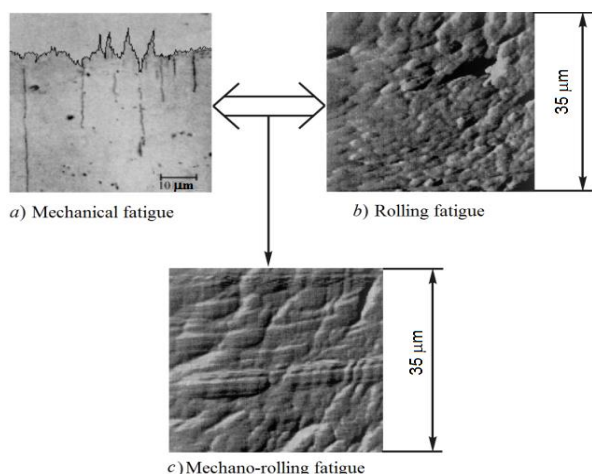 10 μm
35 μm
a) Mechanical fatigue
b) Rolling fatigue
35 μm
c) Mechano-rolling fatigue